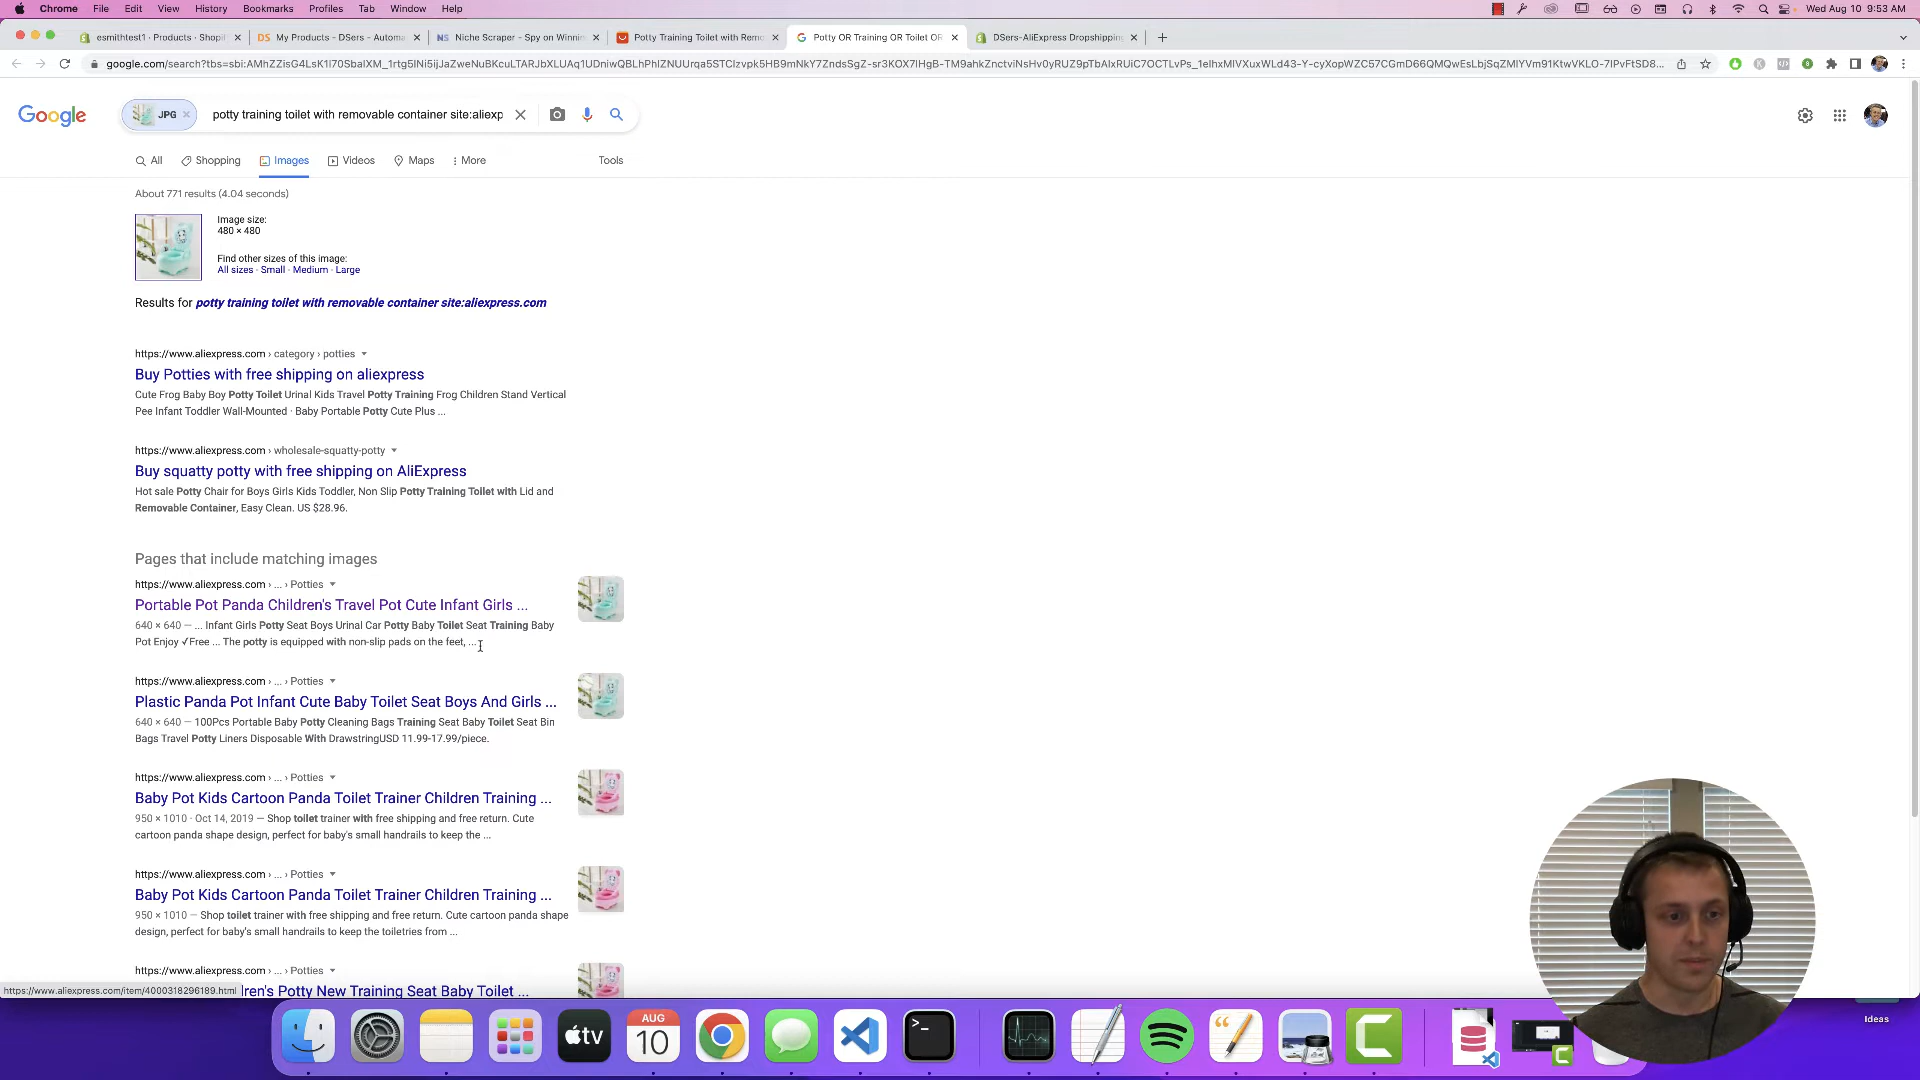 Chrome File Edit View History Bookmarks Profiles Tab Window Help Wed Aug 10 9:53 AM
esmithtest1 · Products · Shopif DS My Products - DSers - Automa NS Niche Scraper - Spy on Winni Potty Training Toilet with Remo Potty OR Training OR Toilet OR DSers-AliExpress Dropshipping
Google
JPG potty training toilet with removable container site:aliexp
All Shopping Images Videos Maps More Tools
About 771 results (4.04 seconds)
Image size:
480 × 480
Find other sizes of this image:
All sizes · Small · Medium · Large
Results for potty training toilet with removable container site:aliexpress.com
https://www.aliexpress.com › category › potties
Buy Potties with free shipping on aliexpress
Cute Frog Baby Boy Potty Toilet Urinal Kids Travel Potty Training Frog Children Stand Vertical
Pee Infant Toddler Wall-Mounted · Baby Portable Potty Cute Plus ...
https://www.aliexpress.com › wholesale-squatty-potty
Buy squatty potty with free shipping on AliExpress
Hot sale Potty Chair for Boys Girls Kids Toddler, Non Slip Potty Training Toilet with Lid and
Removable Container, Easy Clean. US $28.96.
Pages that include matching images
https://www.aliexpress.com › ... › Potties
Portable Pot Panda Children's Travel Pot Cute Infant Girls ...
640 × 640 — ... Infant Girls Potty Seat Boys Urinal Car Potty Baby Toilet Seat Training Baby
Pot Enjoy ✓Free ... The potty is equipped with non-slip pads on the feet, ...
https://www.aliexpress.com › ... › Potties
Plastic Panda Pot Infant Cute Baby Toilet Seat Boys And Girls ...
640 × 640 — 100Pcs Portable Baby Potty Cleaning Bags Training Seat Baby Toilet Seat Bin
Bags Travel Potty Liners Disposable With DrawstringUSD 11.99-17.99/piece.
https://www.aliexpress.com › ... › Potties
Baby Pot Kids Cartoon Panda Toilet Trainer Children Training ...
950 × 1010 · Oct 14, 2019 — Shop toilet trainer with free shipping and free return. Cute
cartoon panda shape design, perfect for baby's small handrails to keep the ...
https://www.aliexpress.com › ... › Potties
Baby Pot Kids Cartoon Panda Toilet Trainer Children Training ...
950 × 1010 — Shop toilet trainer with free shipping and free return. Cute cartoon panda shape
design, perfect for baby's small handrails to keep the toiletries from ...
https://www.aliexpress.com › ... › Potties
https://www.aliexpress.com/item/4000318296189.html ren's Potty New Training Seat Baby Toilet ...
tv
AUG
10
Ideas